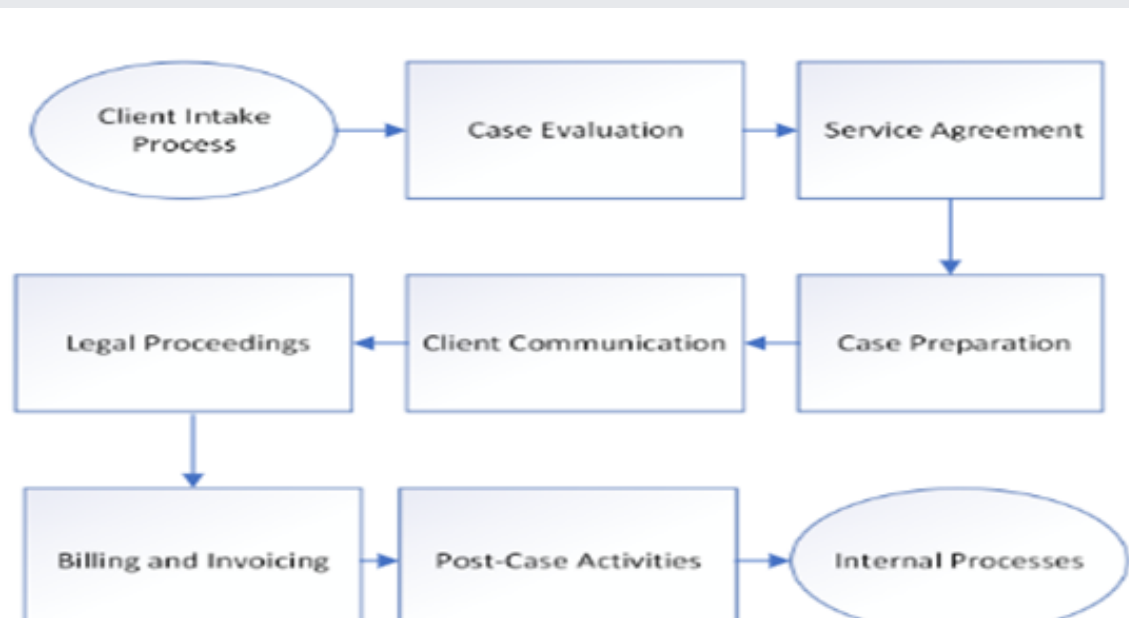 Client Intake
Process
Case Evaluation
Service Agreement
Legal Proceedings
Client Communication
Case Preparation
Billing and Invoicing
Post-Case Activities
Internal Processes